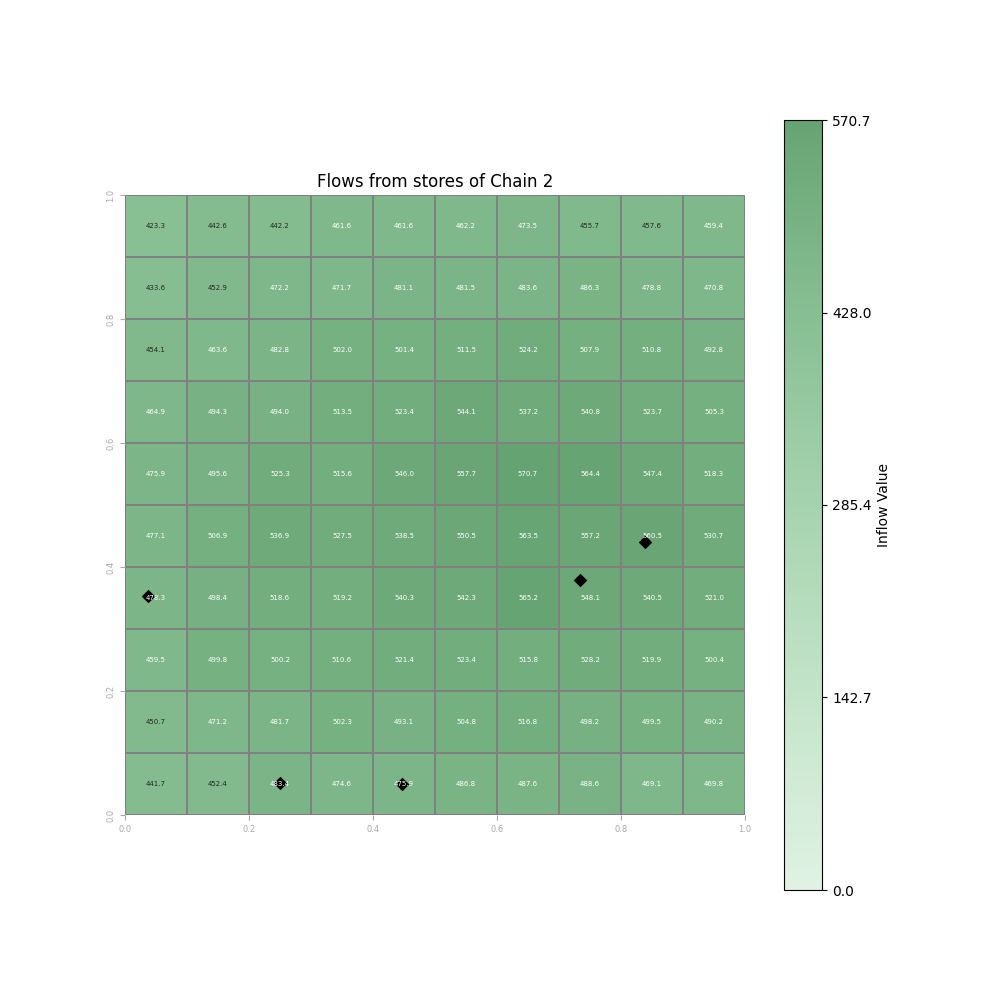 Flows from stores of Chain 2
1.0 423.3 442.6 442.2 461.6 461.6 462.2 473.5 455.7 457.6 459.4
433.6 452.9 472.2 471.7 481.1 481.5 483.6 486.3 478.8 470.8
0.8 454.1 463.6 482.8 502.0 501.4 511.5 524.2 507.9 510.8 492.8
464.9 494.3 494.0 513.5 523.4 544.1 537.2 540.8 523.7 505.3
0.6 475.9 495.6 525.3 515.6 546.0 557.7 570.7 564.4 547.4 518.3
477.1 506.9 536.9 527.5 538.5 550.5 563.5 557.2 560.5 530.7
0.4 498.4 518.6 519.2 540.3 542.3 565.2 548.1 540.5 521.0
459.5 499.8 500.2 510.6 521.4 523.4 515.8 528.2 519.9 500.4
0.2 450.7 471.2 481.7 502.3 493.1 504.8 516.8 498.2 499.5 490.2
441.7 452.4 474.6 486.8 487.6 488.6 469.1 469.8
0.0
0.0 0.2 0.4 0.6 0.8 1.0
570.7
428.0
285.4
142.7
0.0
Inflow Value